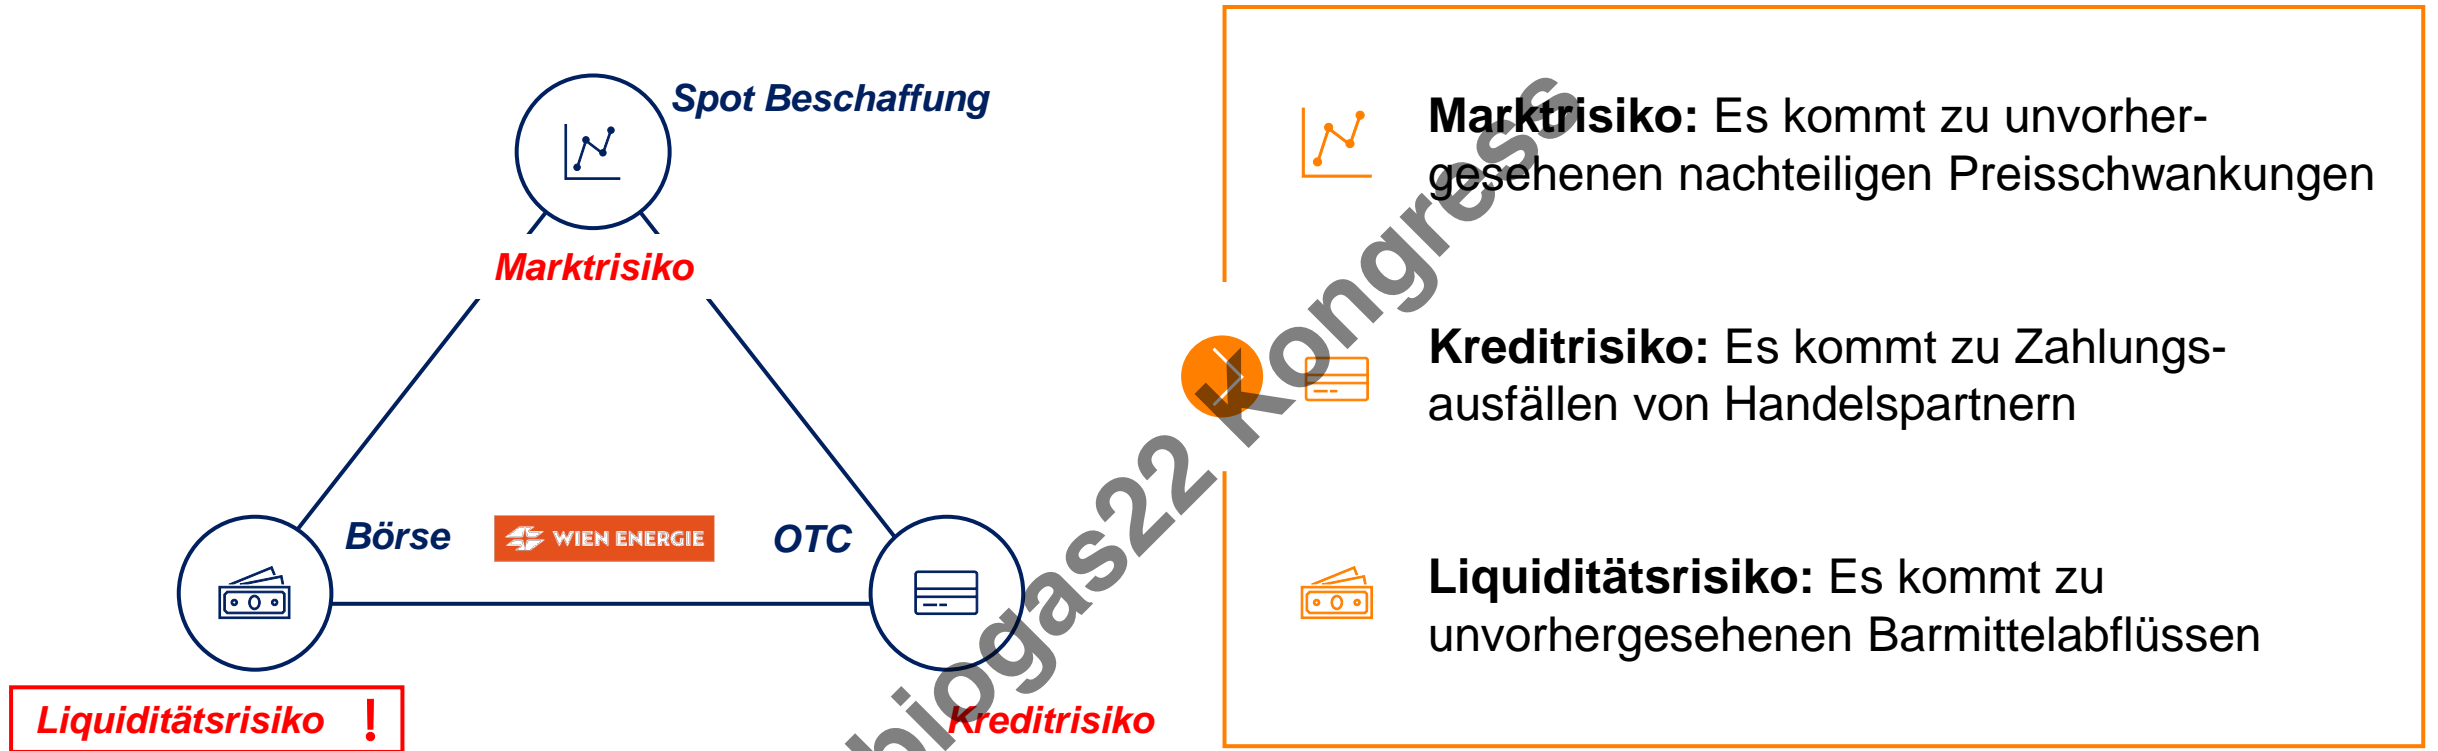 Spot Beschaffung
Marktrisiko
Börse
WIEN ENERGIE
OTC
Liquiditätsrisiko !
Kreditrisiko
Marktrisiko: Es kommt zu unvorher-
gesehenen nachteiligen Preisschwankungen
Kreditrisiko: Es kommt zu Zahlungs-
ausfällen von Handelspartnern
Liquiditätsrisiko: Es kommt zu
unvorhergesehenen Barmittelabflüssen
biogas22 Kongress